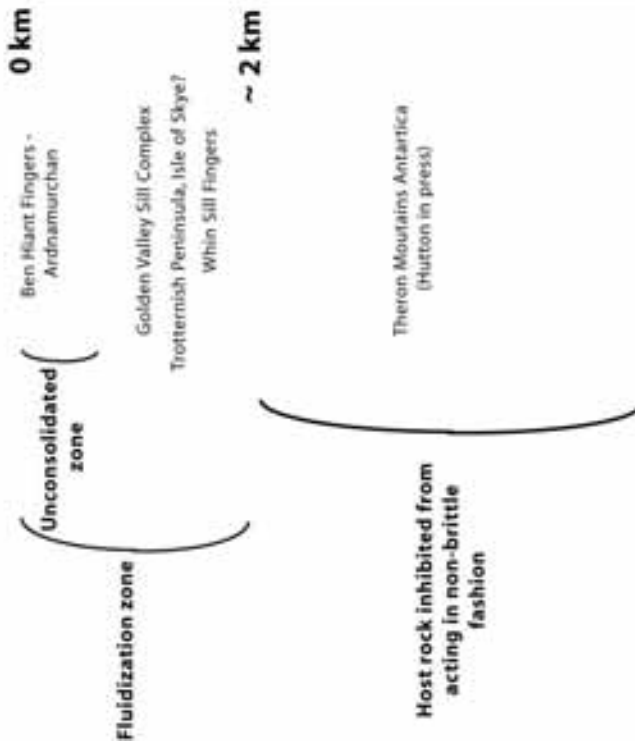 0 km
Ben Hiant Fingers -
Ardnamurchan
Unconsolidated
zone
Golden Valley Sill Complex
Trotternish Peninsula, Isle of Skye?
Whin Sill Fingers
Fluidization zone
~ 2 km
Theron Moutains Antartica
(Hutton in press)
Host rock inhibited from
acting in non-brittle
fashion